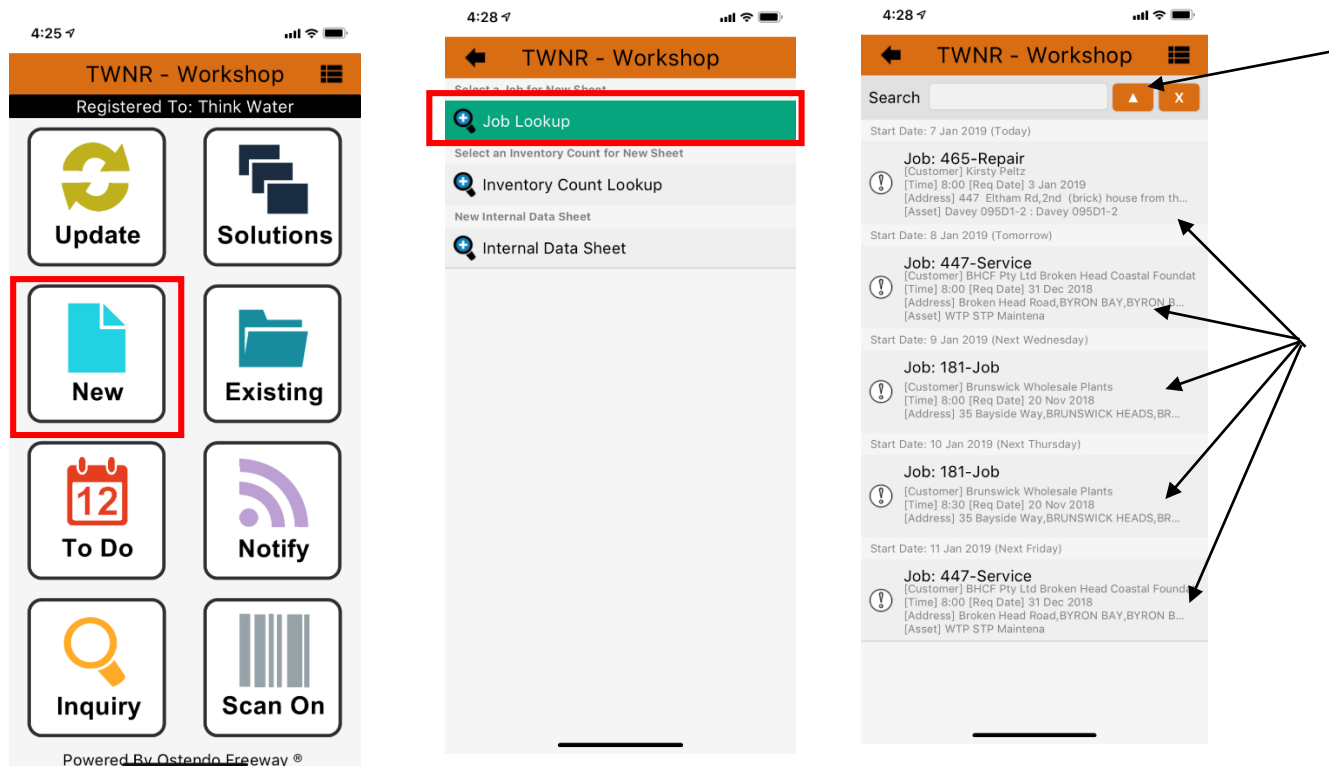 4:25
TWNR - Workshop
Registered To: Think Water
Update
Solutions
New
Existing
12
To Do
Notify
Inquiry
Scan On
Powered By Ostendo Freeway ®
4:28
TWNR - Workshop
Select a Job for New Sheet
Job Lookup
Select an Inventory Count for New Sheet
Inventory Count Lookup
New Internal Data Sheet
Internal Data Sheet
4:28
TWNR - Workshop
Search
X
Start Date: 7 Jan 2019 (Today)
Job: 465-Repair
[Customer] Kirsty Peltz
[Time] 8:00 [Req Date] 3 Jan 2019
[Address] 447 Eltham Rd,2nd (brick) house from th...
[Asset] Davey 095D1-2 : Davey 095D1-2
Start Date: 8 Jan 2019 (Tomorrow)
Job: 447-Service
[Customer] BHCF Pty Ltd Broken Head Coastal Foundat
[Time] 8:00 [Req Date] 31 Dec 2018
[Address] Broken Head Road,BYRON BAY,BYRON B...
[Asset] WTP STP Maintena
Start Date: 9 Jan 2019 (Next Wednesday)
Job: 181-Job
[Customer] Brunswick Wholesale Plants
[Time] 8:00 [Req Date] 20 Nov 2018
[Address] 35 Bayside Way,BRUNSWICK HEADS,BR...
Start Date: 10 Jan 2019 (Next Thursday)
Job: 181-Job
[Customer] Brunswick Wholesale Plants
[Time] 8:30 [Req Date] 20 Nov 2018
[Address] 35 Bayside Way,BRUNSWICK HEADS,BR...
Start Date: 11 Jan 2019 (Next Friday)
Job: 447-Service
[Customer] BHCF Pty Ltd Broken Head Coastal Founda
[Time] 8:00 [Req Date] 31 Dec 2018
[Address] Broken Head Road,BYRON BAY,BYRON B...
[Asset] WTP STP Maintena